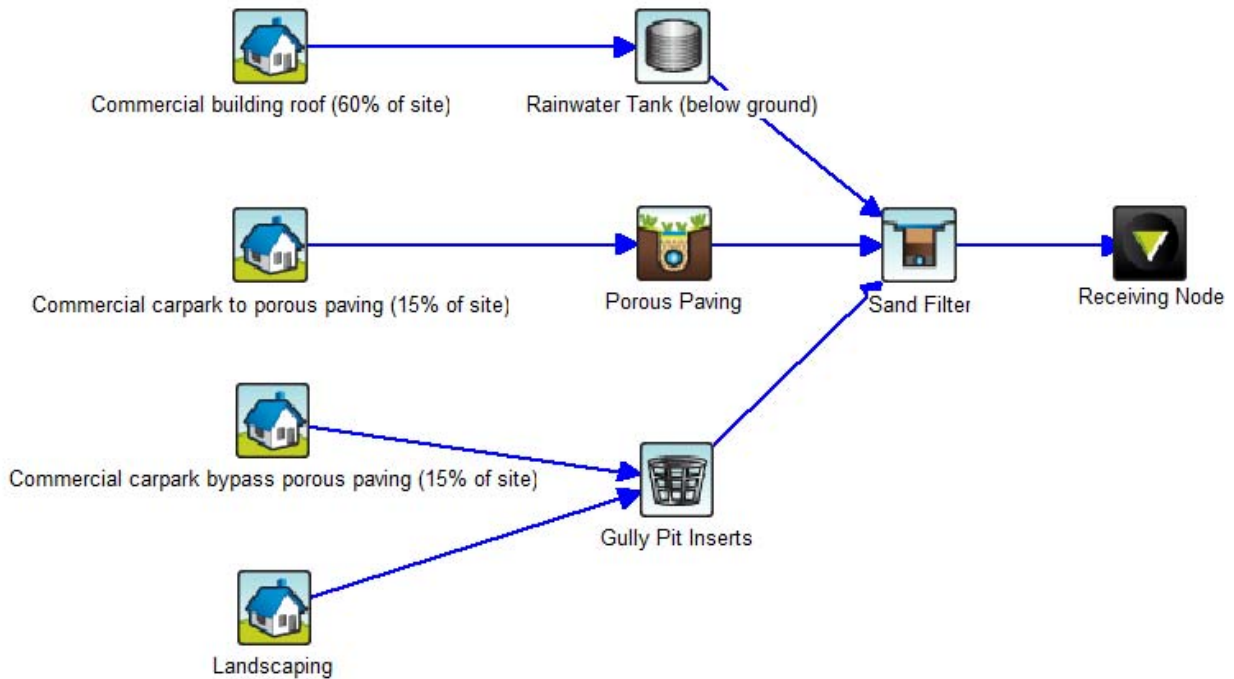 Commercial building roof (60% of site)
Rainwater Tank (below ground)
Commercial carpark to porous paving (15% of site)
Porous Paving
Sand Filter
Receiving Node
Commercial carpark bypass porous paving (15% of site)
Gully Pit Inserts
Landscaping